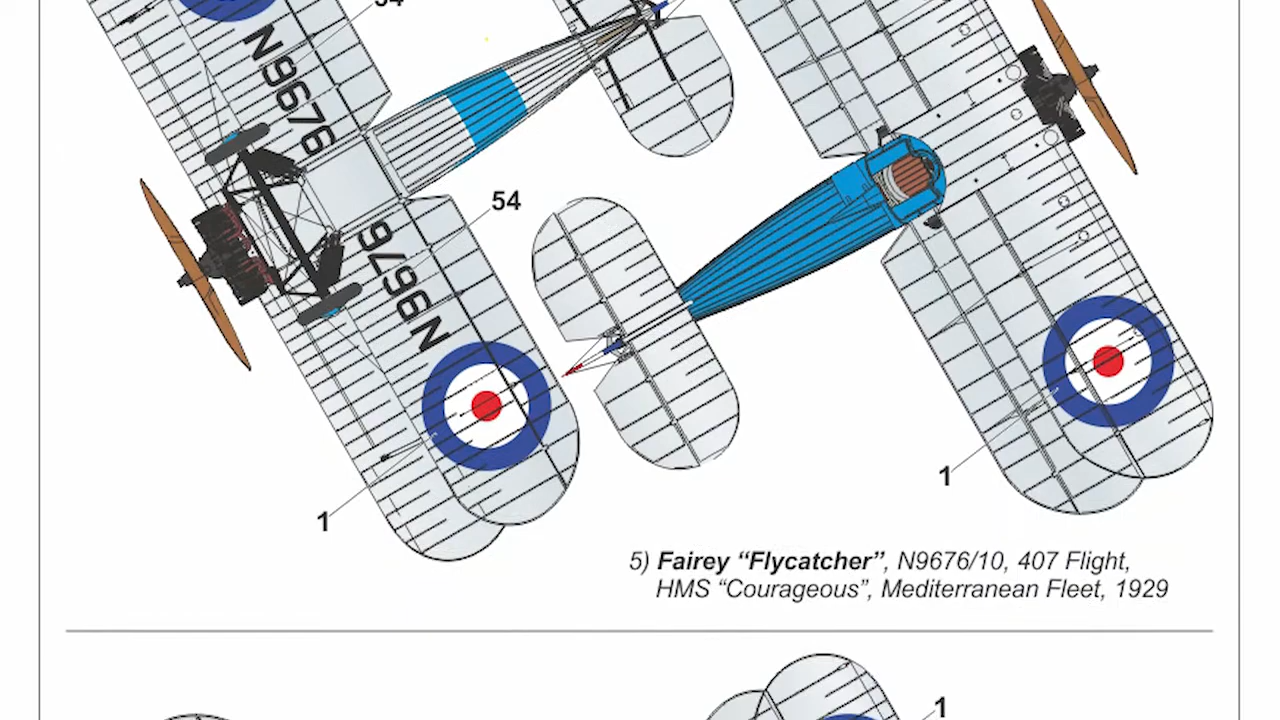 54
N9676
54
N9676
1
1
5) Fairey “Flycatcher”, N9676/10, 407 Flight,
HMS “Courageous”, Mediterranean Fleet, 1929
1